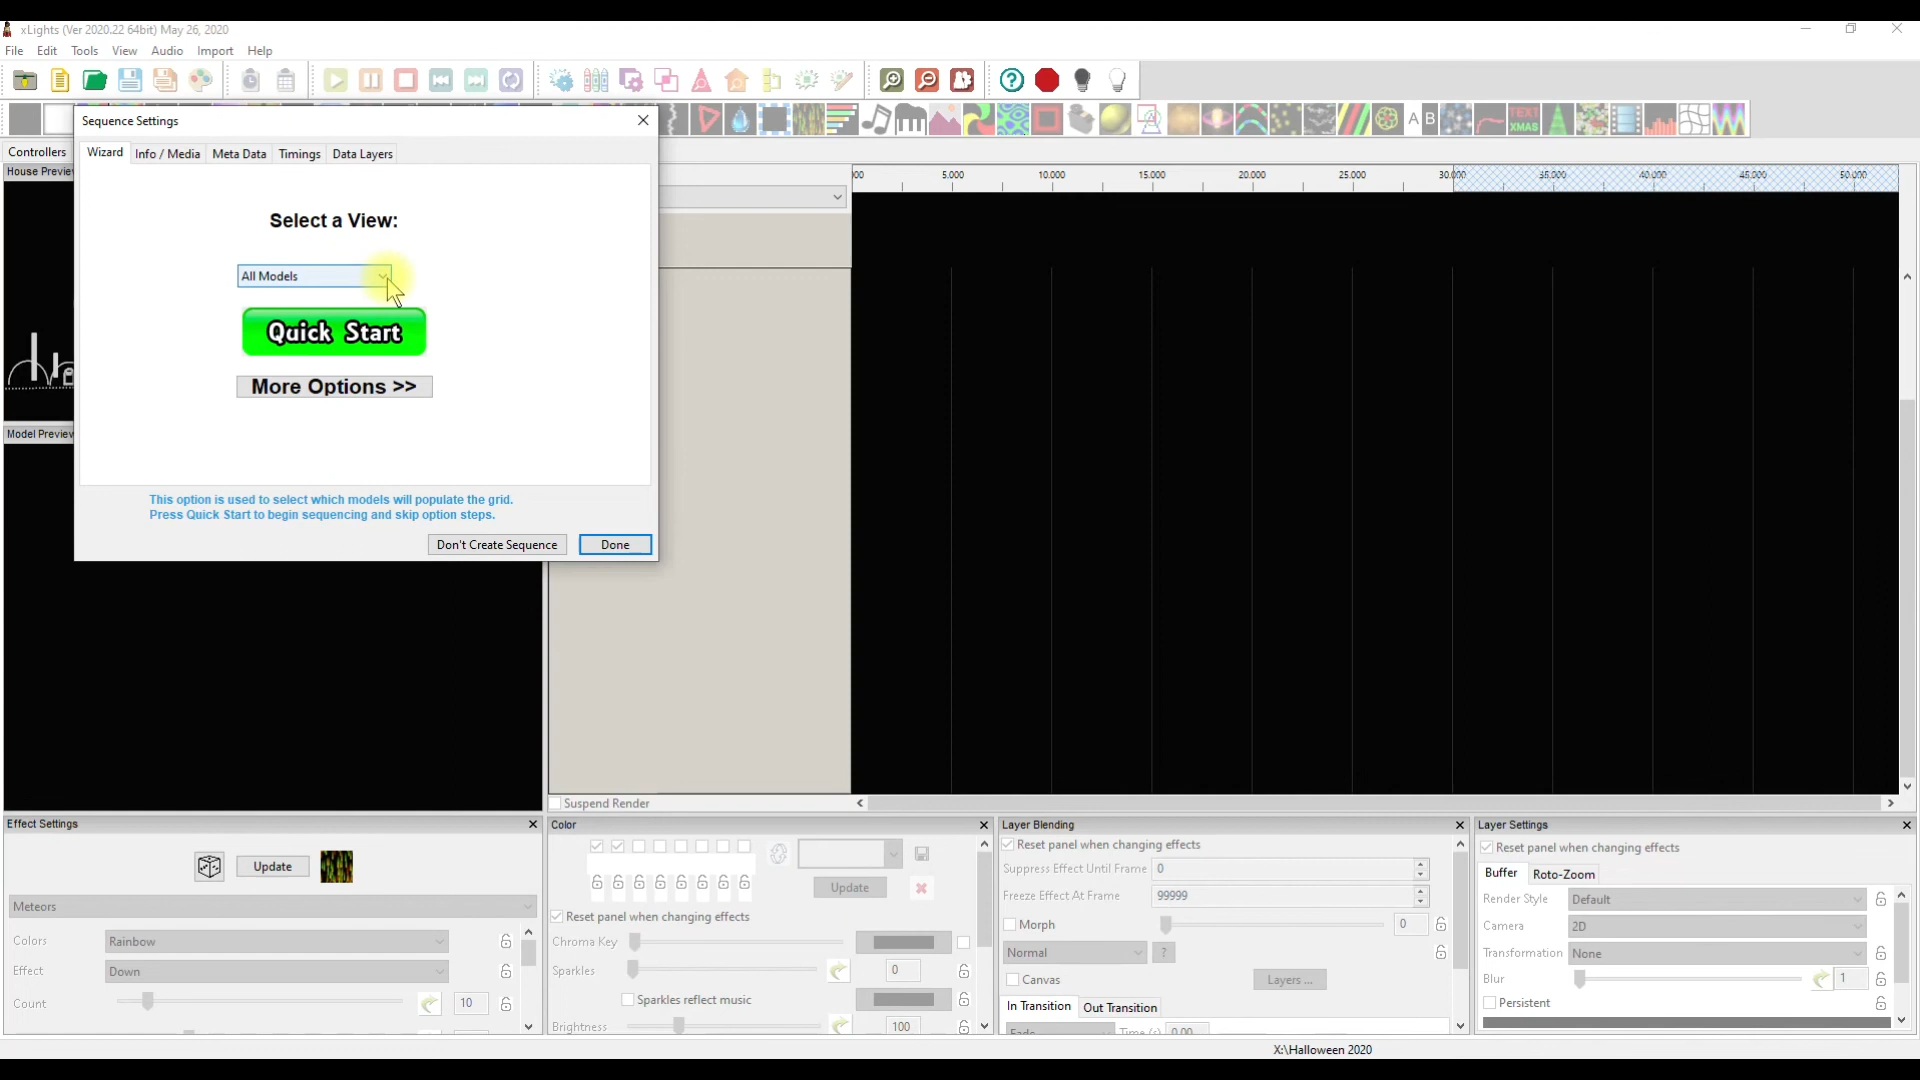 xLights (Ver 2020.22 64bit) May 26, 2020
File Edit Tools View Audio Import Help
Sequence Settings
Controllers
Wizard Info / Media Meta Data Timings Data Layers
House Preview
5.000 10.000 15.000 20.000 25.000 30.000 35.000 40.000 45.000 50.000
Select a View:
All Models
Quick Start
More Options >>
Model Preview
This option is used to select which models will populate the grid.
Press Quick Start to begin sequencing and skip option steps.
Don't Create Sequence Done
Suspend Render
Effect Settings
Update
Meteors
Colors Rainbow
Effect Down
Count 10
Color
Update
Reset panel when changing effects
Chroma Key
Sparkles 0
Sparkles reflect music
Brightness 100
Layer Blending
Reset panel when changing effects
Suppress Effect Until Frame 0
Freeze Effect At Frame 99999
Morph 0
Normal ?
Canvas Layers ...
In Transition Out Transition
Fade Time (s) 0.00
Layer Settings
Reset panel when changing effects
Buffer Roto-Zoom
Render Style Default
Camera 2D
Transformation None
Blur 1
Persistent
X:\Halloween 2020